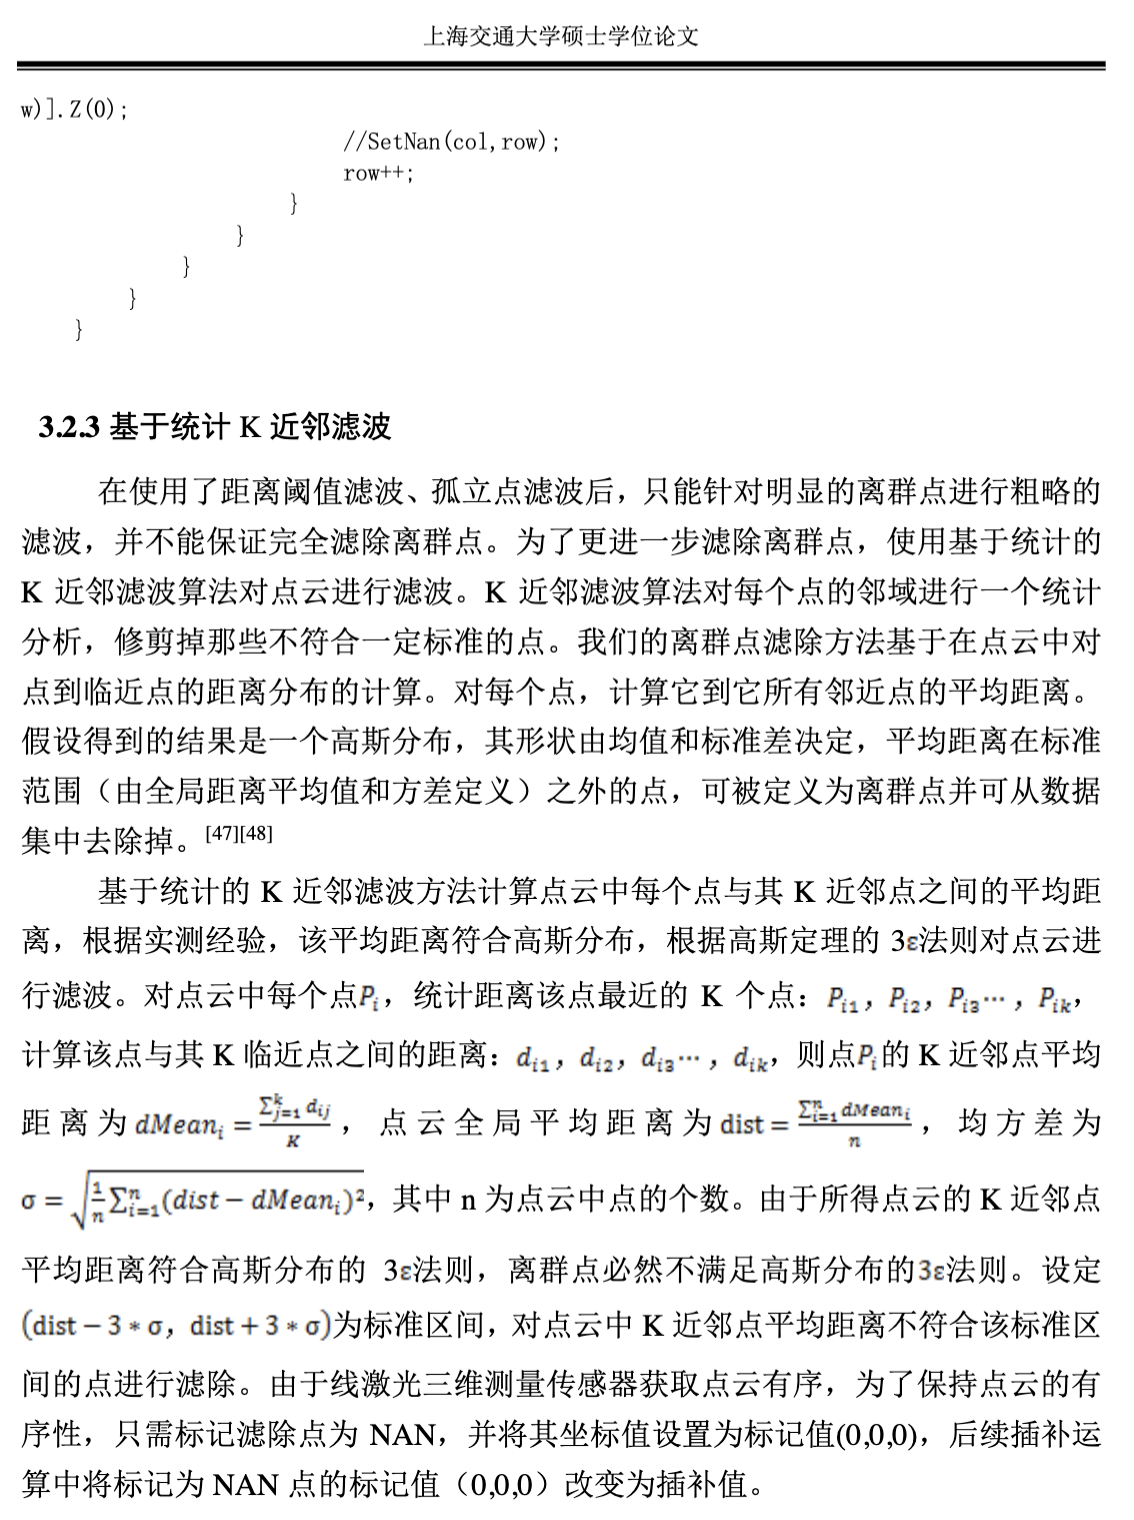 上海交通大学硕士学位论文
w)].Z(0);
//SetNan(col,row);
row++;
}
}
}
}
}
3.2.3 基于统计 K 近邻滤波
在使用了距离阈值滤波、孤立点滤波后，只能针对明显的离群点进行粗略的
滤波，并不能保证完全滤除离群点。为了更进一步滤除离群点，使用基于统计的
K 近邻滤波算法对点云进行滤波。K 近邻滤波算法对每个点的邻域进行一个统计
分析，修剪掉那些不符合一定标准的点。我们的离群点滤除方法基于在点云中对
点到临近点的距离分布的计算。对每个点，计算它到它所有邻近点的平均距离。
假设得到的结果是一个高斯分布，其形状由均值和标准差决定，平均距离在标准
范围（由全局距离平均值和方差定义）之外的点，可被定义为离群点并可从数据
集中去除掉。[47][48]
基于统计的 K 近邻滤波方法计算点云中每个点与其 K 近邻点之间的平均距
离，根据实测经验，该平均距离符合高斯分布，根据高斯定理的 3ε法则对点云进
行滤波。对点云中每个点P_i，统计距离该点最近的 K 个点：P_{i1}，P_{i2}，P_{i3}⋯，P_{ik}，
计算该点与其 K 临近点之间的距离：d_{i1}，d_{i2}，d_{i3}⋯，d_{ik}，则点P_i的 K 近邻点平均
距离为dMean_i = \frac{\sum_{j=1}^{k} d_{ij}}{K}，点云全局平均距离为dist = \frac{\sum_{i=1}^{n} dMean_i}{n}，均方差为
σ = \sqrt{\frac{1}{n}\sum_{i=1}^{n}(dist − dMean_i)^2}，其中 n 为点云中点的个数。由于所得点云的 K 近邻点
平均距离符合高斯分布的 3ε法则，离群点必然不满足高斯分布的3ε法则。设定
(dist − 3 ∗ σ，dist + 3 ∗ σ)为标准区间，对点云中 K 近邻点平均距离不符合该标准区
间的点进行滤除。由于线激光三维测量传感器获取点云有序，为了保持点云的有
序性，只需标记滤除点为 NAN，并将其坐标值设置为标记值(0,0,0)，后续插补运
算中将标记为 NAN 点的标记值（0,0,0）改变为插补值。